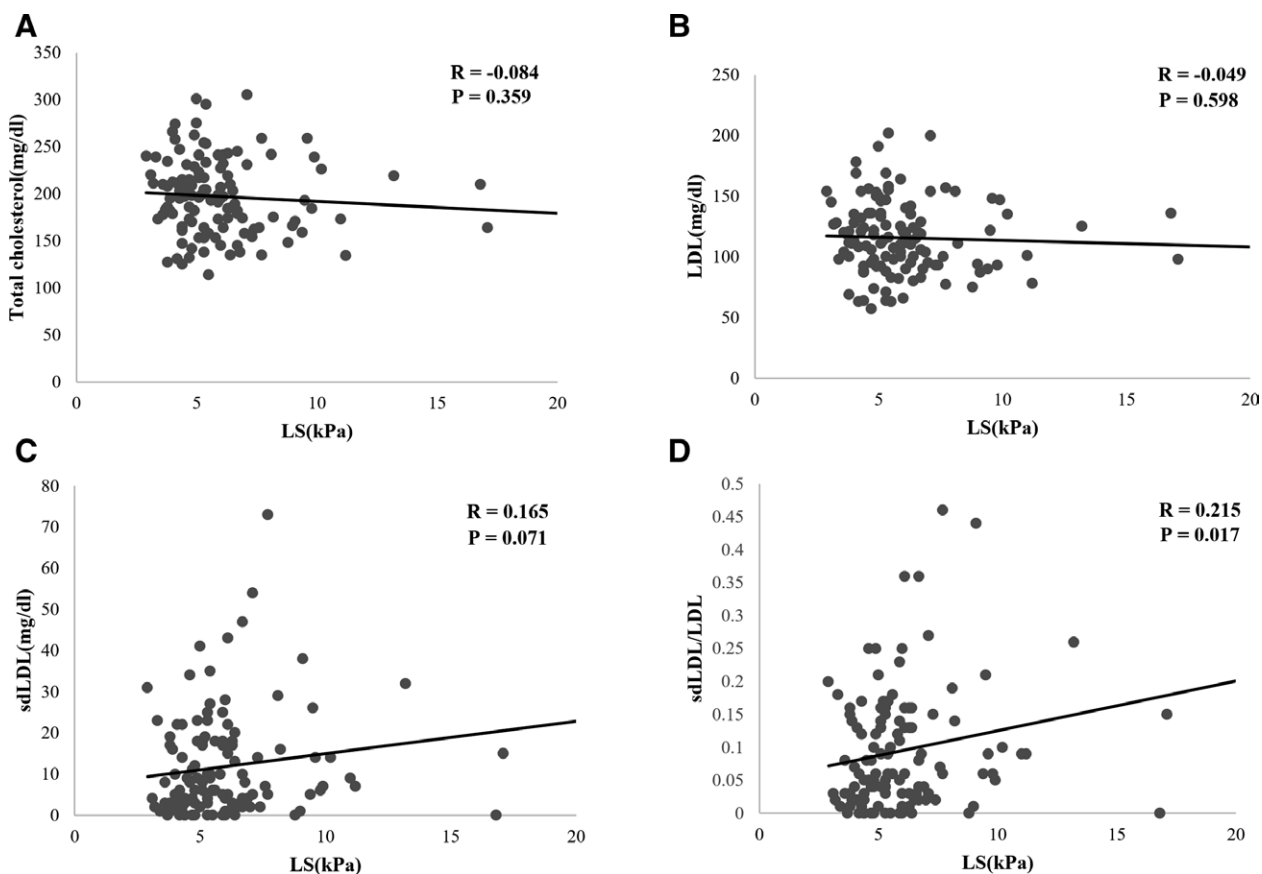 A
350
300
250
200
150
100
50
0
Total cholesterol(mg/dl)
R = -0.084
P = 0.359
0 5 10 15 20
LS(kPa)
B
250
200
150
100
50
0
LDL(mg/dl)
R = -0.049
P = 0.598
0 5 10 15 20
LS(kPa)
C
80
70
60
50
40
30
20
10
0
sdLDL(mg/dl)
R = 0.165
P = 0.071
0 5 10 15 20
LS(kPa)
D
0.5
0.45
0.4
0.35
0.3
0.25
0.2
0.15
0.1
0.05
0
sdLDL/LDL
R = 0.215
P = 0.017
0 5 10 15 20
LS(kPa)